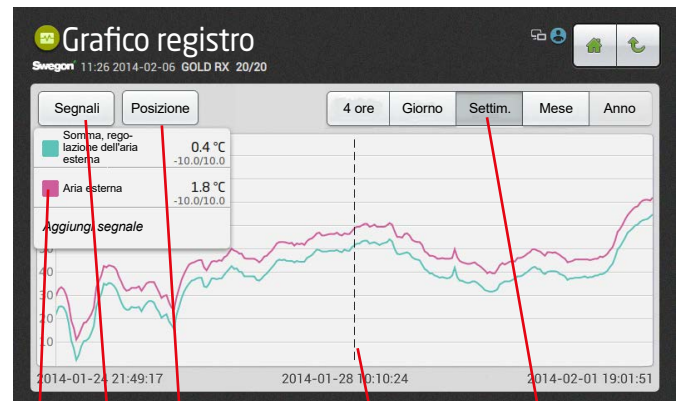 Grafico registro
Swegon 11:26 2014-02-06 GOLD RX 20/20
Segnali Posizione 4 ore Giorno Settim. Mese Anno
Somma, rego-
lazione dell'aria
esterna
0.4 °C
-10.0/10.0
Aria esterna
1.8 °C
-10.0/10.0
Aggiungi segnale
40
30
20
10
2014-01-24 21:49:17 2014-01-28 10:10:24 2014-02-01 19:01:51